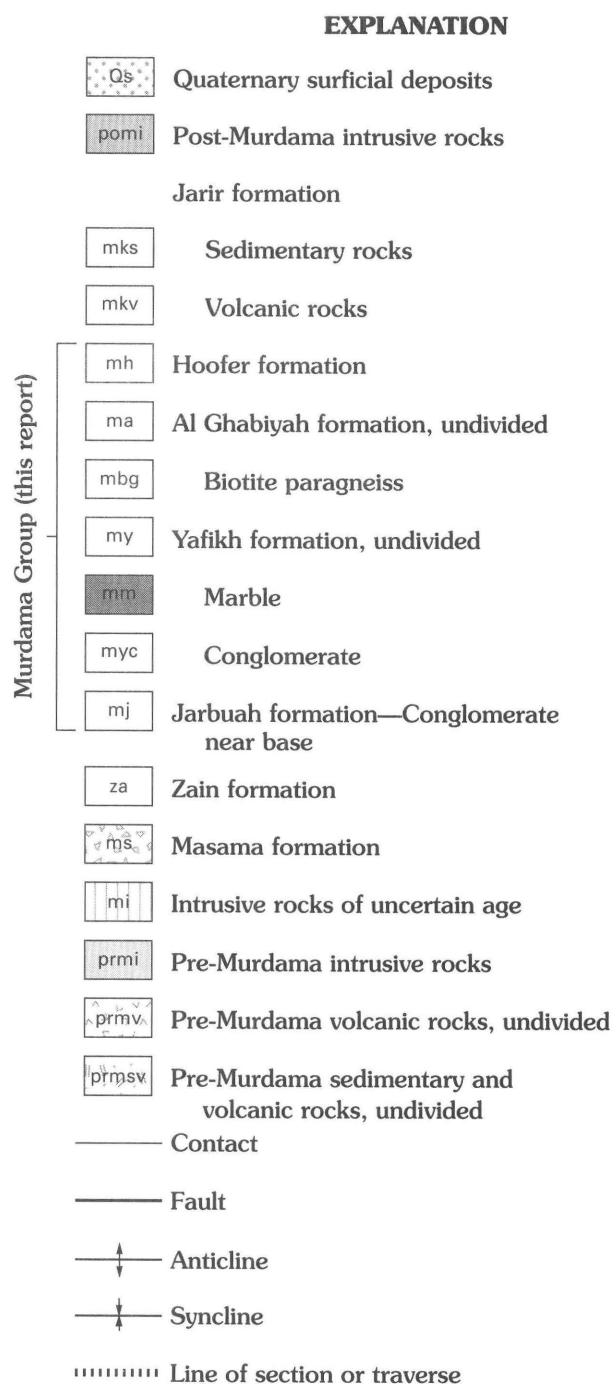 EXPLANATION
Qs Quaternary surficial deposits
pomi Post-Murdama intrusive rocks
Jarir formation
mks Sedimentary rocks
mkv Volcanic rocks
Murdama Group (this report)
mh Hoofer formation
ma Al Ghabiyah formation, undivided
mbg Biotite paragneiss
my Yafikh formation, undivided
mm Marble
myc Conglomerate
mj Jarbuah formation—Conglomerate
near base
za Zain formation
ms Masama formation
mi Intrusive rocks of uncertain age
prmi Pre-Murdama intrusive rocks
prmv Pre-Murdama volcanic rocks, undivided
prmsv Pre-Murdama sedimentary and
volcanic rocks, undivided
Contact
Fault
Anticline
Syncline
Line of section or traverse